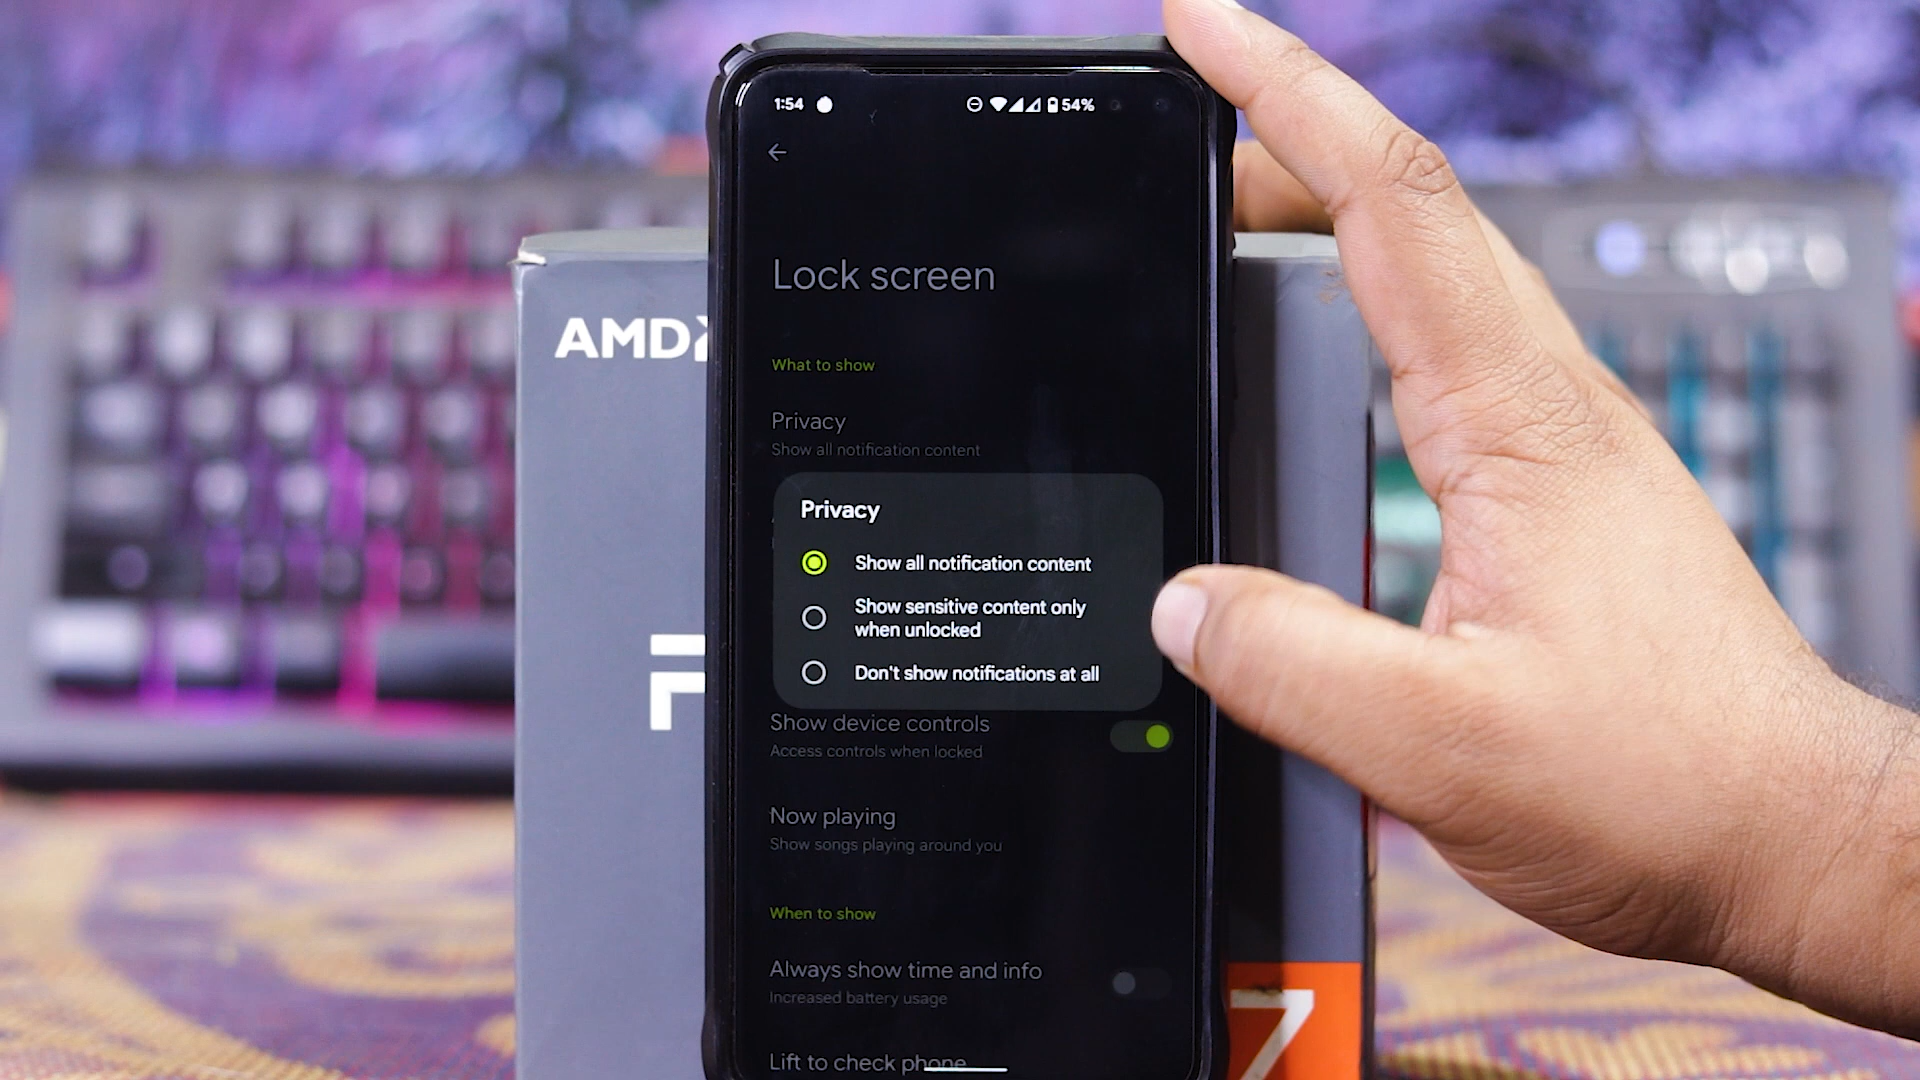 1:54 54%
Lock screen
AMD
What to show
Privacy
Show all notification content
Privacy
Show all notification content
Show sensitive content only
when unlocked
Don't show notifications at all
Show device controls
Access controls when locked
Now playing
Show songs playing around you
When to show
Always show time and info
Increased battery usage
7
Lift to check phone